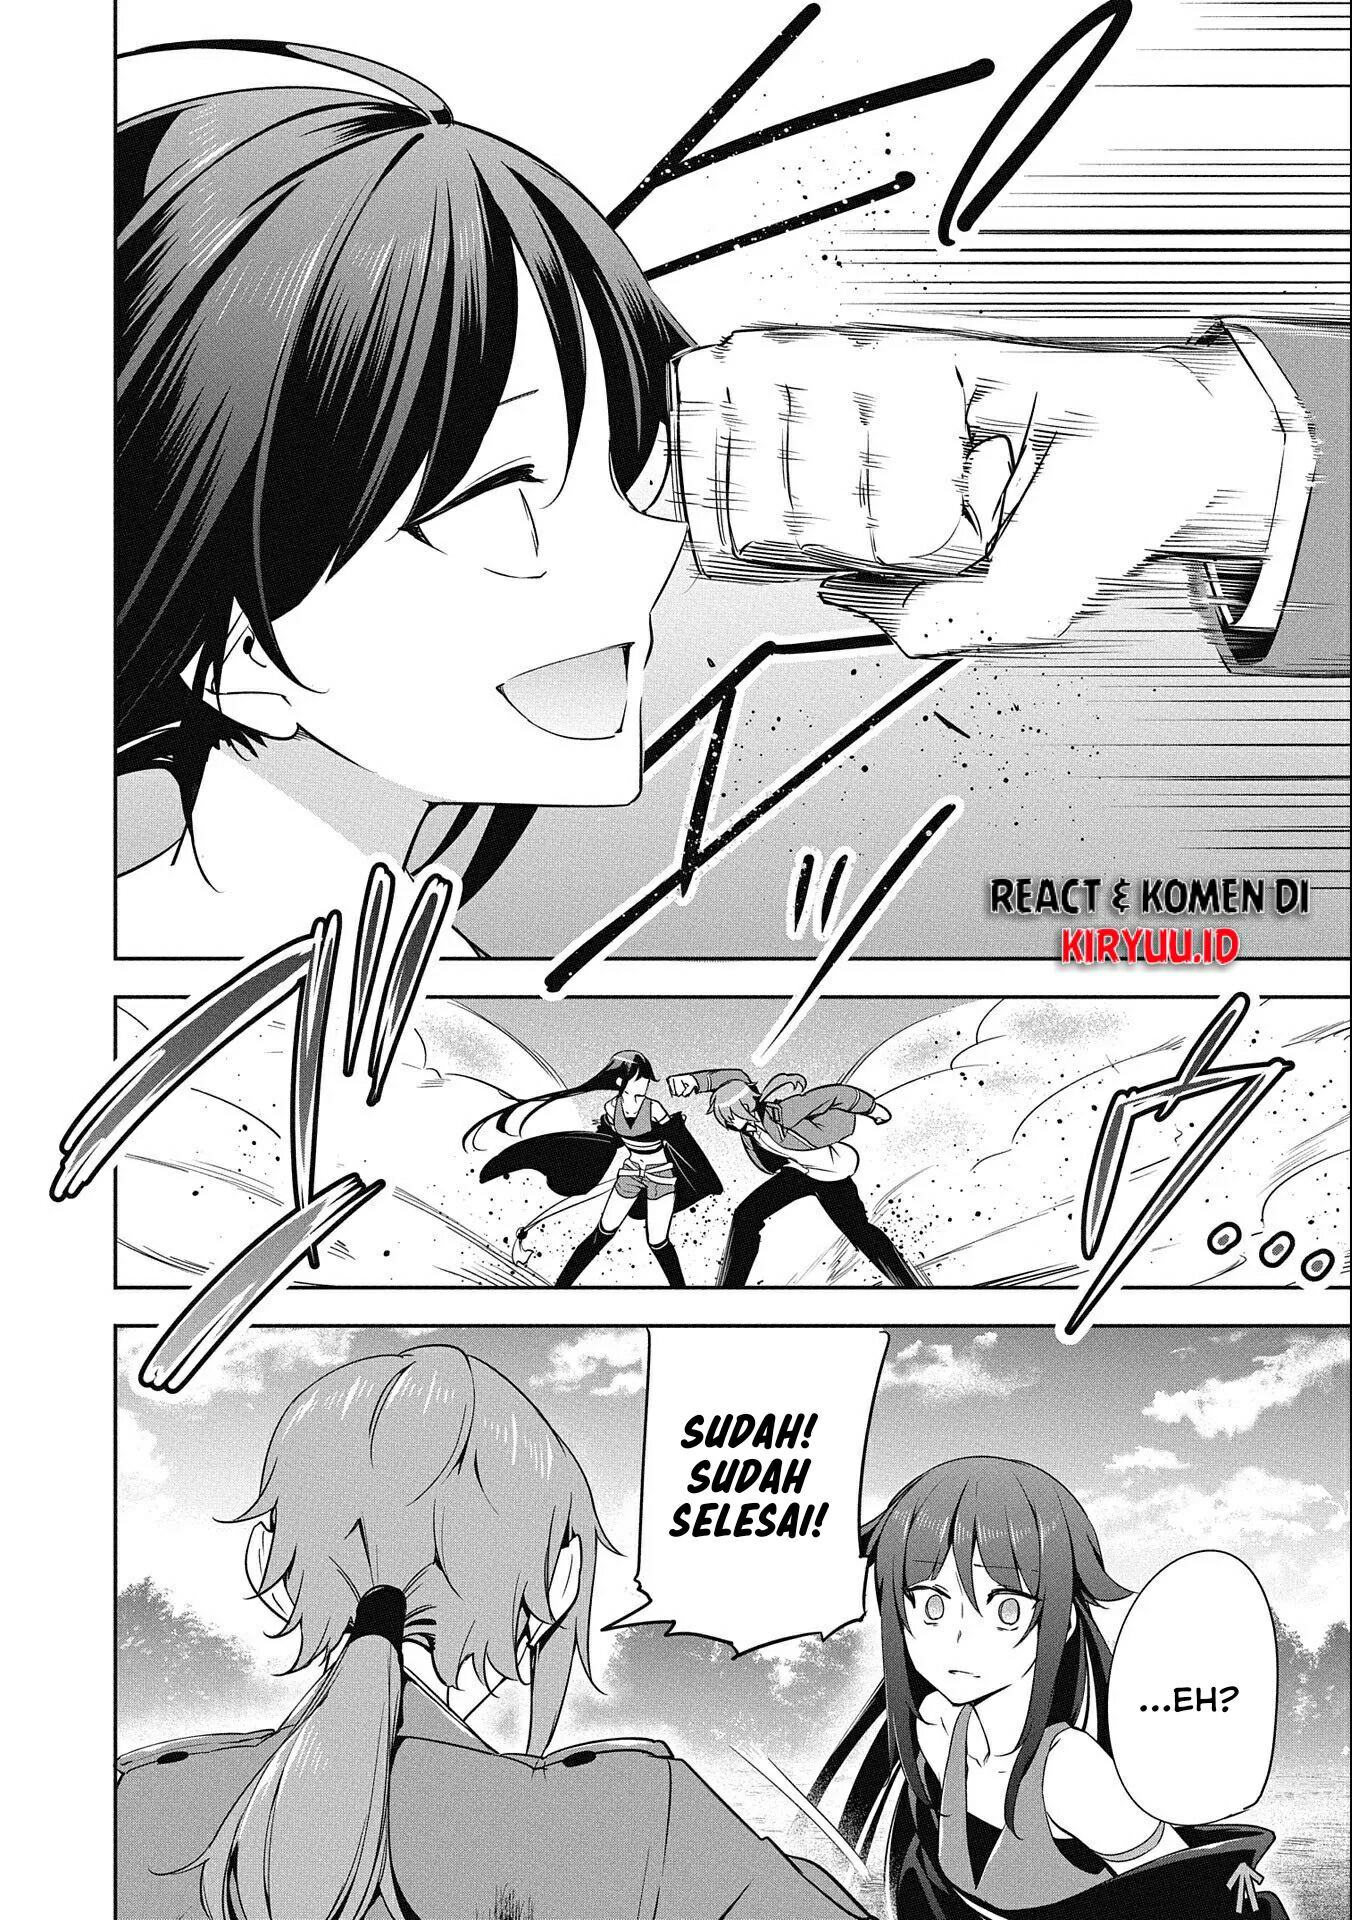 REACT & KOMEN DI
KIRYUU.ID
SUDAH!
SUDAH
SELESAI!
...EH?